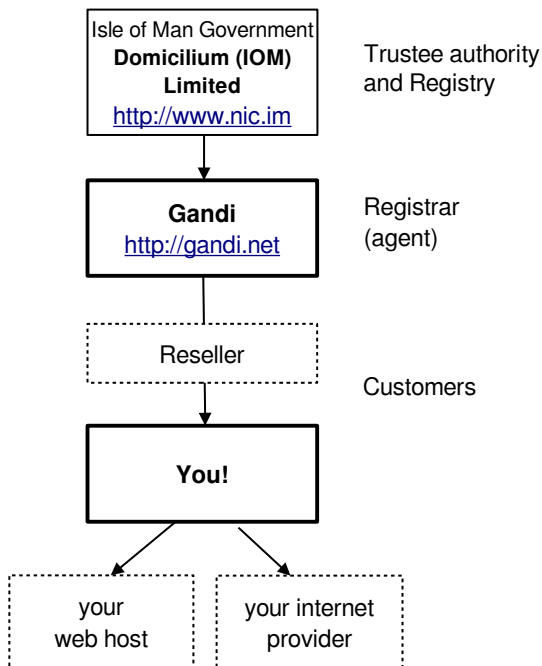 Isle of Man Government
Domicilium (IOM)
Limited
http://www.nic.im
Trustee authority
and Registry
Gandi
http://gandi.net
Registrar
(agent)
Reseller
Customers
You!
your
web host
your internet
provider